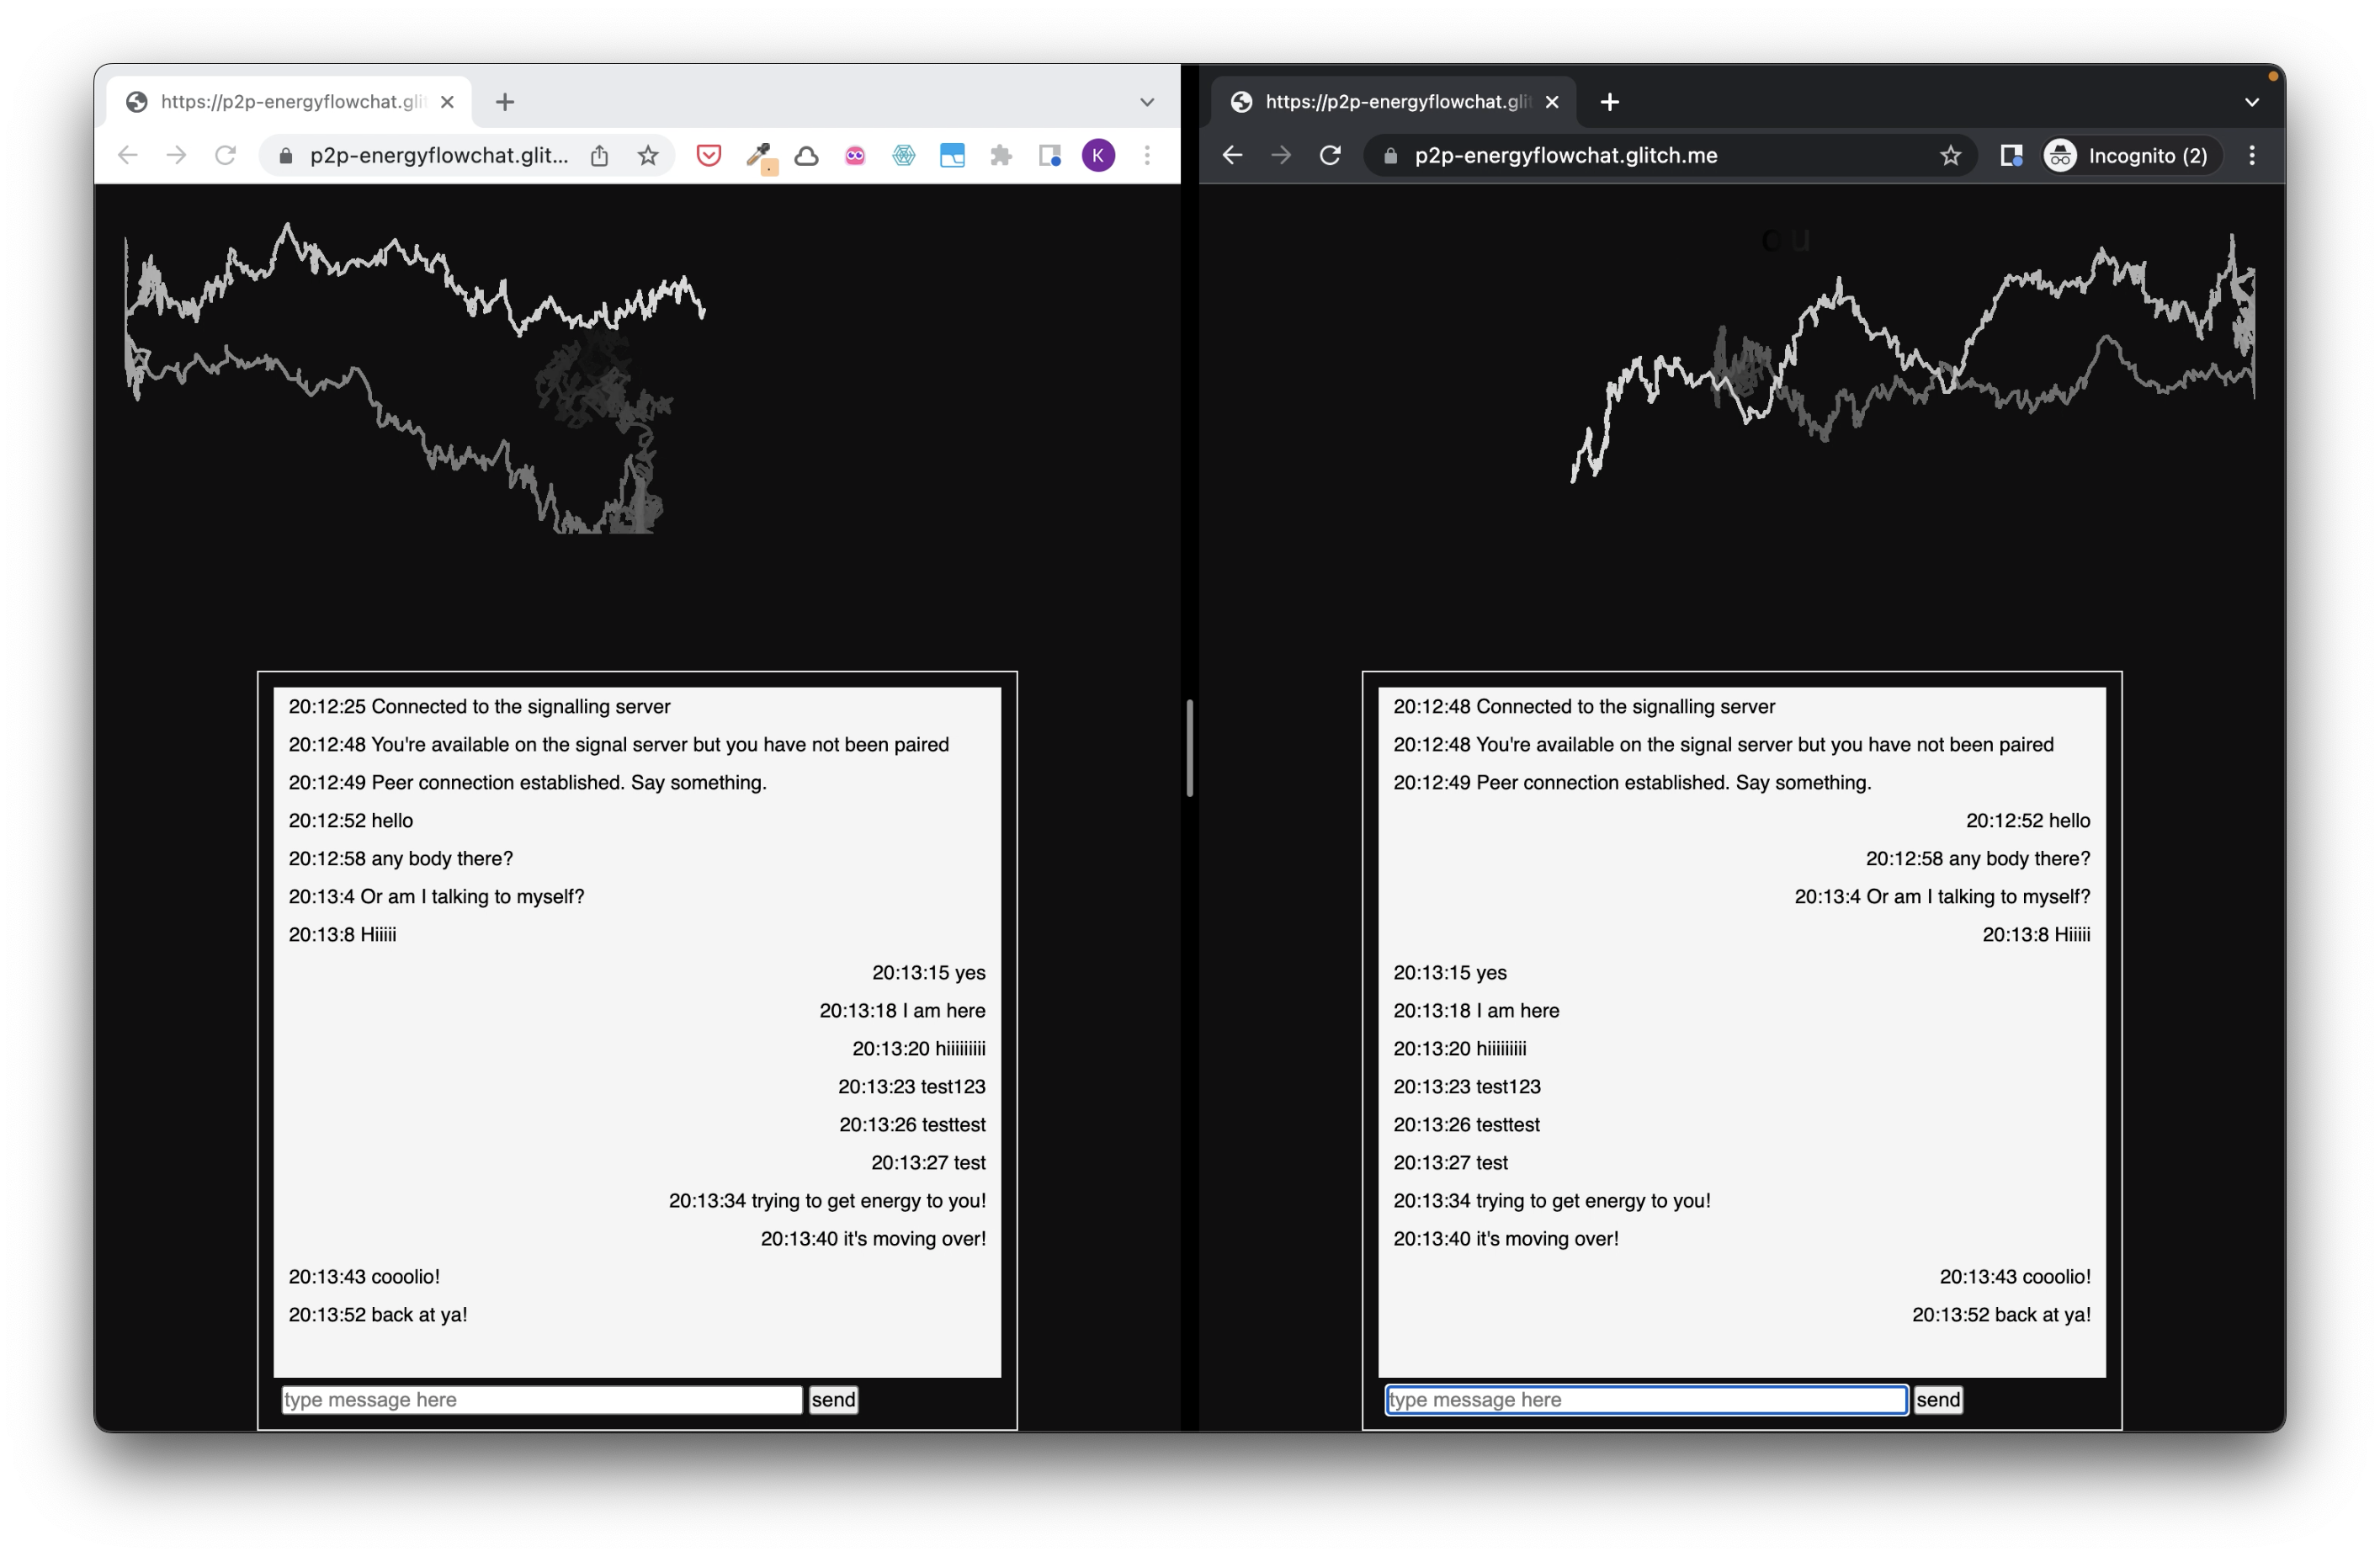 https://p2p-energyflowchat.gli
p2p-energyflowchat.glit...
K
20:12:25 Connected to the signalling server
20:12:48 You're available on the signal server but you have not been paired
20:12:49 Peer connection established. Say something.
20:12:52 hello
20:12:58 any body there?
20:13:4 Or am I talking to myself?
20:13:8 Hiiiii
20:13:15 yes
20:13:18 I am here
20:13:20 hiiiiiiiii
20:13:23 test123
20:13:26 testtest
20:13:27 test
20:13:34 trying to get energy to you!
20:13:40 it's moving over!
20:13:43 cooolio!
20:13:52 back at ya!
type message here send
https://p2p-energyflowchat.glit
p2p-energyflowchat.glitch.me Incognito (2)
o u
20:12:48 Connected to the signalling server
20:12:48 You're available on the signal server but you have not been paired
20:12:49 Peer connection established. Say something.
20:12:52 hello
20:12:58 any body there?
20:13:4 Or am I talking to myself?
20:13:8 Hiiiii
20:13:15 yes
20:13:18 I am here
20:13:20 hiiiiiiiii
20:13:23 test123
20:13:26 testtest
20:13:27 test
20:13:34 trying to get energy to you!
20:13:40 it's moving over!
20:13:43 cooolio!
20:13:52 back at ya!
type message here send